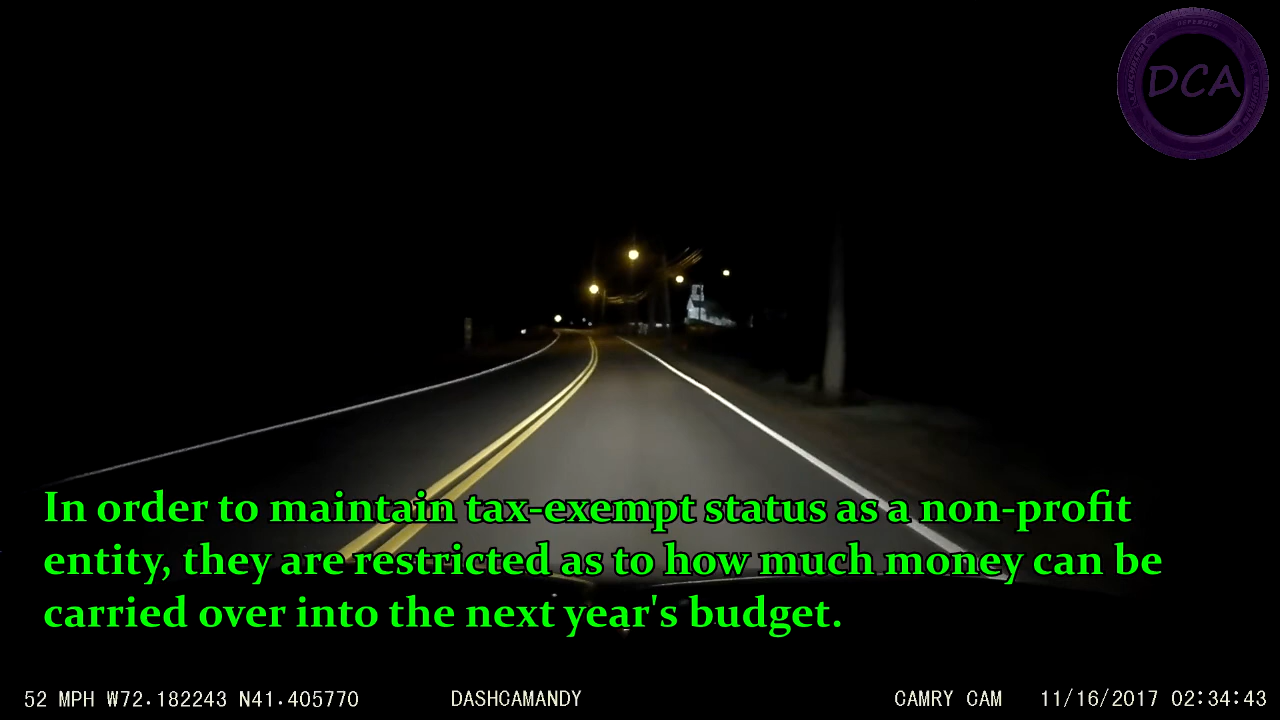 DCA
In order to maintain tax-exempt status as a non-profit
entity, they are restricted as to how much money can be
carried over into the next year's budget.
52 MPH W72.182243 N41.405770 DASHCAMANDY CAMRY CAM 11/16/2017 02:34:43